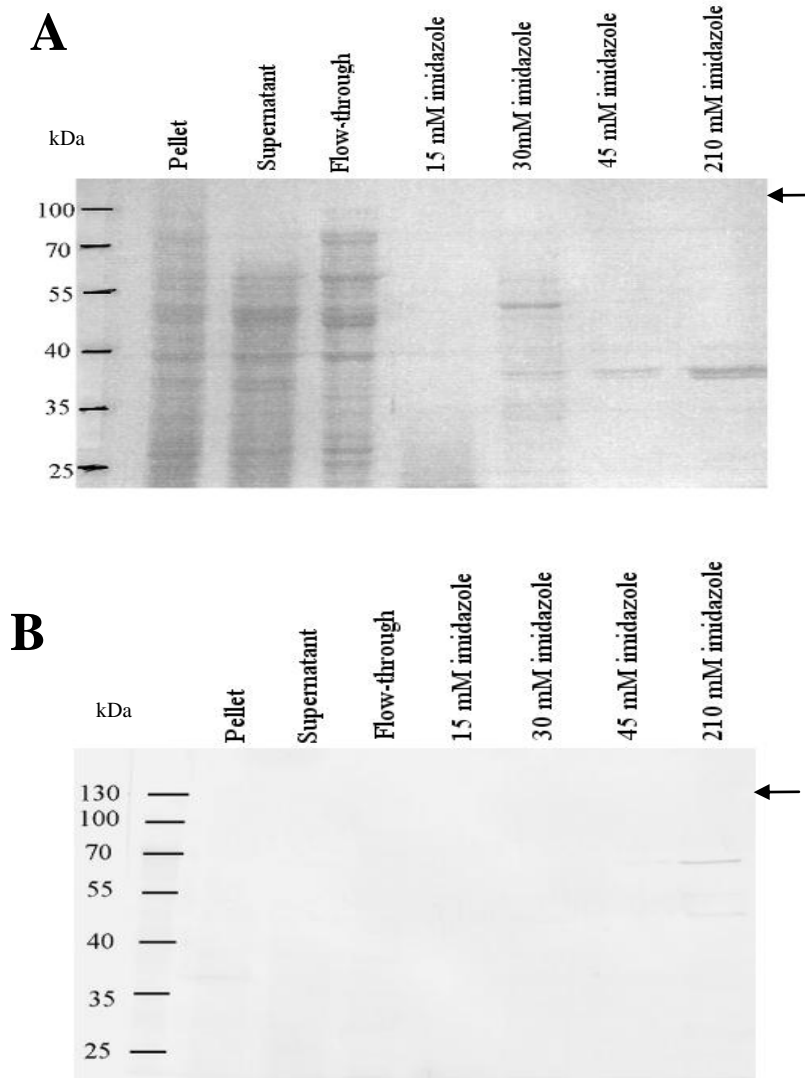 A
kDa
Pellet
Supernatant
Flow-through
15 mM imidazole
30mM imidazole
45 mM imidazole
210 mM imidazole
100
70
55
40
35
25
B
kDa
Pellet
Supernatant
Flow-through
15 mM imidazole
30 mM imidazole
45 mM imidazole
210 mM imidazole
130
100
70
55
40
35
25